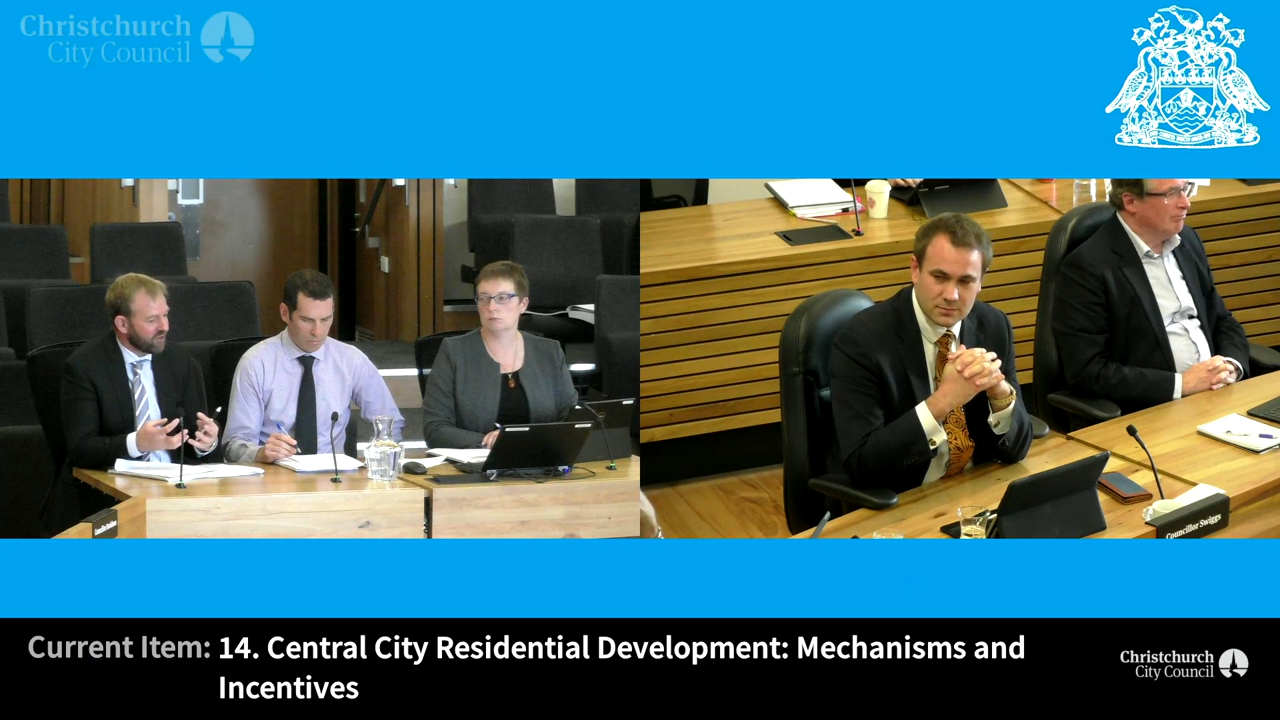 Christchurch
City Council
Councillor Swiggs
Current Item: 14. Central City Residential Development: Mechanisms and
Incentives
Christchurch
City Council